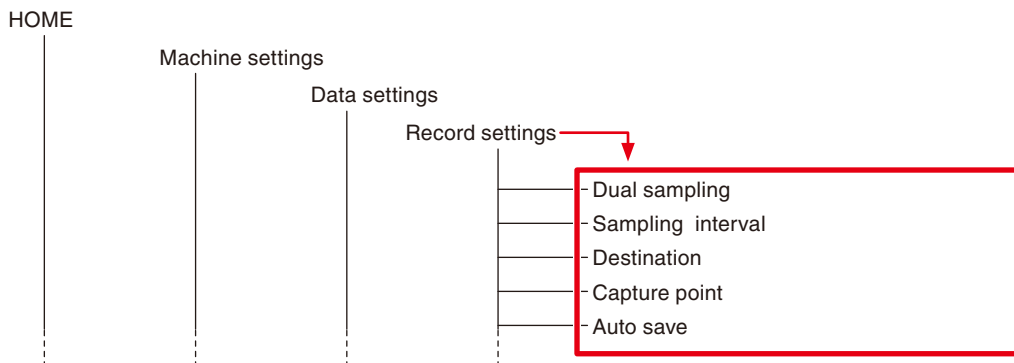 HOME
Machine settings
Data settings
Record settings
Dual sampling
Sampling interval
Destination
Capture point
Auto save